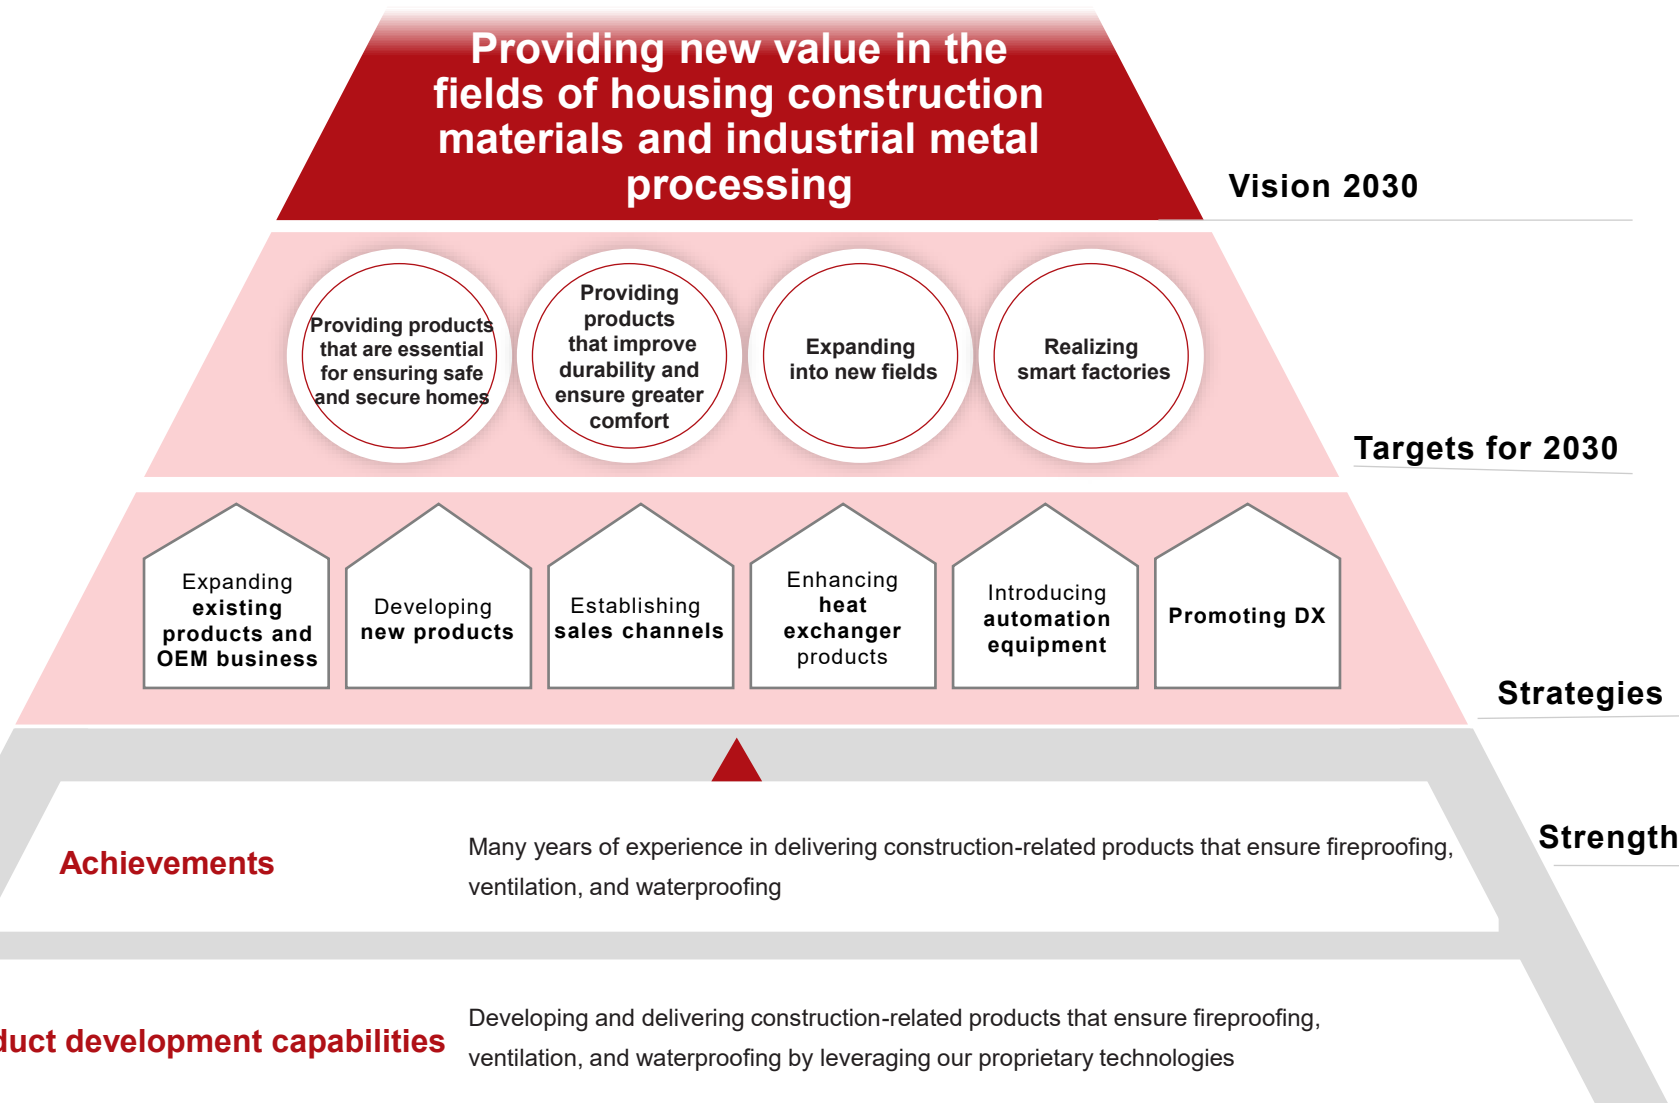 Providing new value in the
fields of housing construction
materials and industrial metal
processing
Vision 2030
Providing products
that are essential
for ensuring safe
and secure homes
Providing
products
that improve
durability and
ensure greater
comfort
Expanding
into new fields
Realizing
smart factories
Targets for 2030
Expanding
existing
products and
OEM business
Developing
new products
Establishing
sales channels
Enhancing
heat
exchanger
products
Introducing
automation
equipment
Promoting DX
Strategies
Strength
Achievements
Many years of experience in delivering construction-related products that ensure fireproofing,
ventilation, and waterproofing
development capabilities
Developing and delivering construction-related products that ensure fireproofing,
ventilation, and waterproofing by leveraging our proprietary technologies